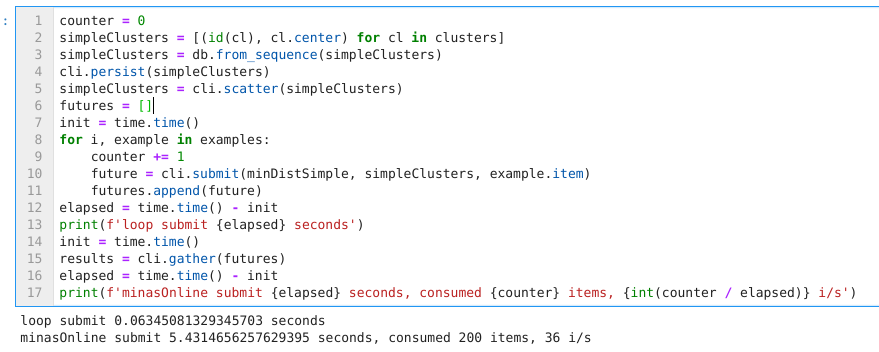 :
1 counter = 0
2 simpleClusters = [(id(cl), cl.center) for cl in clusters]
3 simpleClusters = db.from_sequence(simpleClusters)
4 cli.persist(simpleClusters)
5 simpleClusters = cli.scatter(simpleClusters)
6 futures = []
7 init = time.time()
8 for i, example in examples:
9     counter += 1
10     future = cli.submit(minDistSimple, simpleClusters, example.item)
11     futures.append(future)
12 elapsed = time.time() - init
13 print(f'loop submit {elapsed} seconds')
14 init = time.time()
15 results = cli.gather(futures)
16 elapsed = time.time() - init
17 print(f'minasOnline submit {elapsed} seconds, consumed {counter} items, {int(counter / elapsed)} i/s')
loop submit 0.06345081329345703 seconds
minasOnline submit 5.4314656257629395 seconds, consumed 200 items, 36 i/s